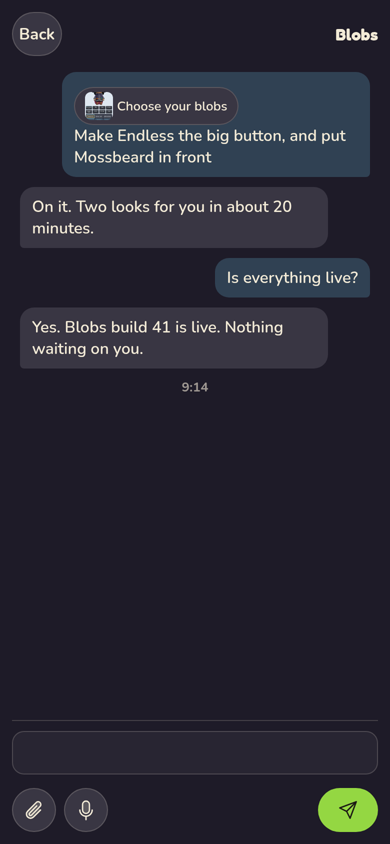 Back
Blobs
Choose your blobs
Make Endless the big button, and put
Mossbeard in front
On it. Two looks for you in about 20
minutes.
Is everything live?
Yes. Blobs build 41 is live. Nothing
waiting on you.
9:14